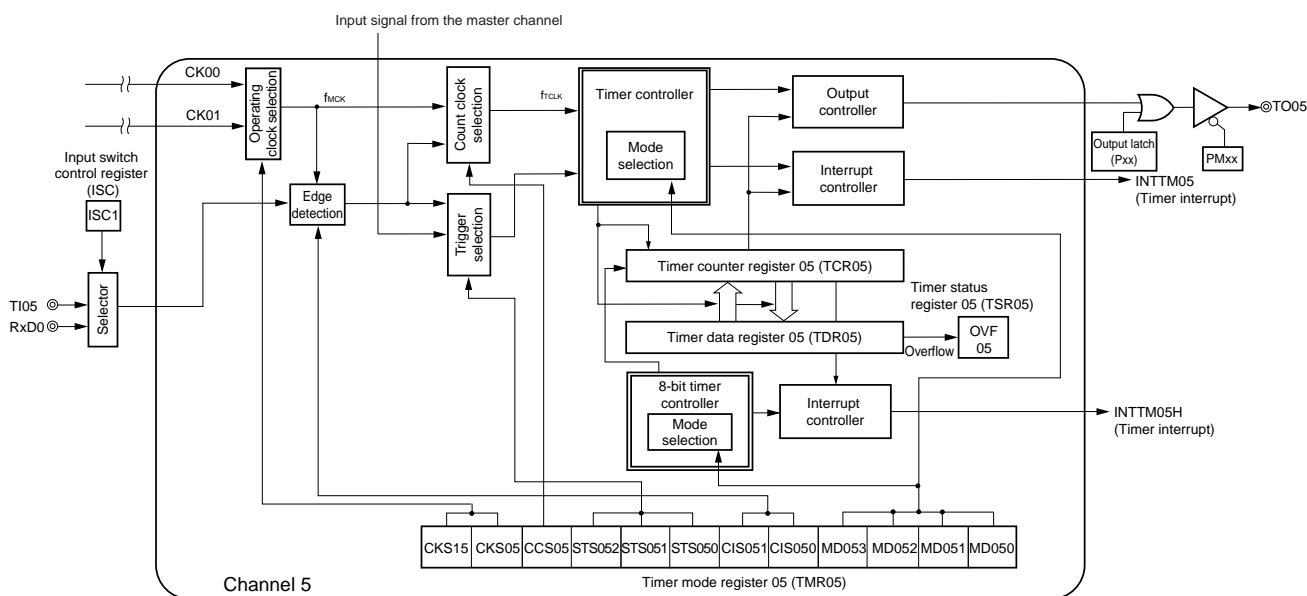 Input signal from the master channel
CK00
CK01
Operating
clock selection
fMCK
Count clock
selection
fTCLK
Timer controller
Mode
selection
Output
controller
TO05
Output latch
(Pxx)
PMxx
Interrupt
controller
INTTM05
(Timer interrupt)
Input switch
control register
(ISC)
ISC1
Edge
detection
Trigger
selection
TI05
RxD0
Selector
Timer counter register 05 (TCR05)
Timer status
register 05 (TSR05)
Timer data register 05 (TDR05)
Overflow
OVF
05
8-bit timer
controller
Mode
selection
Interrupt
controller
INTTM05H
(Timer interrupt)
CKS15
CKS05
CCS05
STS052
STS051
STS050
CIS051
CIS050
MD053
MD052
MD051
MD050
Channel 5
Timer mode register 05 (TMR05)